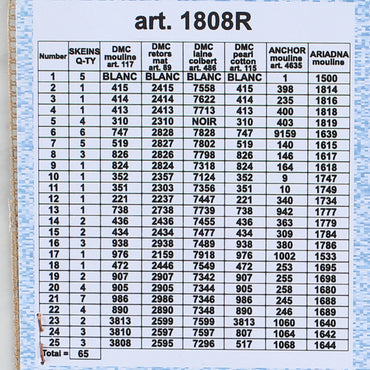 art. 1808R
Number SKEINS Q-TY DMC mouline art. 117 DMC retors mat art. 89 DMC laine colbert art. 486 DMC pearl cotton art. 115 ANCHOR mouline art. 4635 ARIADNA mouline
1 5 BLANC BLANC BLANC BLANC 1 1500
2 1 415 2415 7558 415 398 1814
3 1 414 2414 7622 414 235 1816
4 1 413 2413 7713 413 400 1818
5 4 310 2310 NOIR 310 403 1819
6 6 747 2828 7828 747 9159 1639
7 5 519 2827 7802 519 140 1615
8 3 826 2826 7798 826 146 1617
9 1 824 2824 7318 824 164 1618
10 1 352 2357 7124 352 9 1747
11 1 351 2303 7356 351 10 1749
12 1 221 2237 7447 221 340 1734
13 1 738 2738 7739 738 942 1777
14 2 436 2436 7455 436 363 1779
15 2 434 2434 7477 434 309 1784
16 3 938 2938 7489 938 380 1786
17 1 976 2159 7918 976 1002 1533
18 1 472 2446 7549 472 253 1695
19 2 907 2907 7342 907 255 1698
20 4 905 2905 7344 905 258 1680
21 7 986 2986 7346 986 245 1688
22 4 890 2890 7348 890 246 1689
23 2 3813 2599 7599 3813 1060 1640
24 3 3810 2597 7597 807 1064 1642
25 3 3808 2595 7296 517 1068 1644
Total = 65